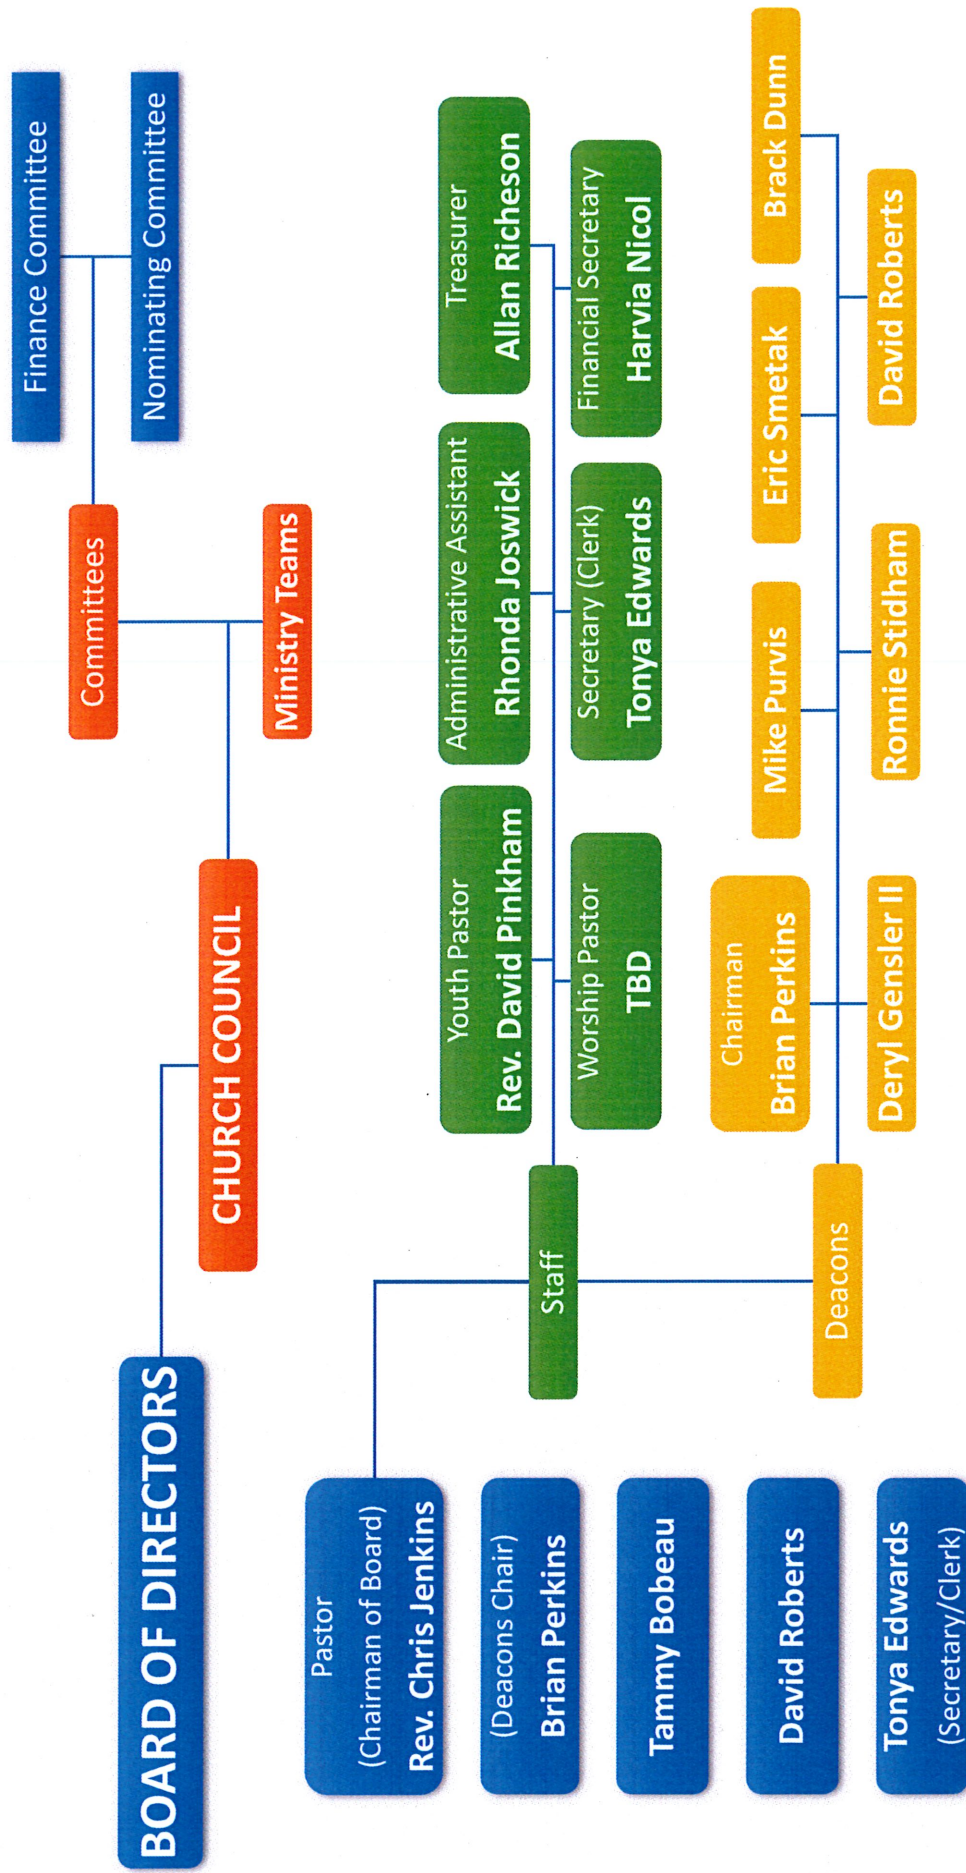 BOARD OF DIRECTORS
Pastor
(Chairman of Board)
Rev. Chris Jenkins
(Deacons Chair)
Brian Perkins
Tammy Bobeau
David Roberts
Tonya Edwards
(Secretary/Clerk)
CHURCH COUNCIL
Committees
Ministry Teams
Finance Committee
Nominating Committee
Staff
Youth Pastor
Rev. David Pinkham
Administrative Assistant
Rhonda Joswick
Treasurer
Allan Richeson
Worship Pastor
TBD
Secretary (Clerk)
Tonya Edwards
Financial Secretary
Harvia Nicol
Deacons
Chairman
Brian Perkins
Mike Purvis
Eric Smetak
Brack Dunn
Deryl Gensler II
Ronnie Stidham
David Roberts